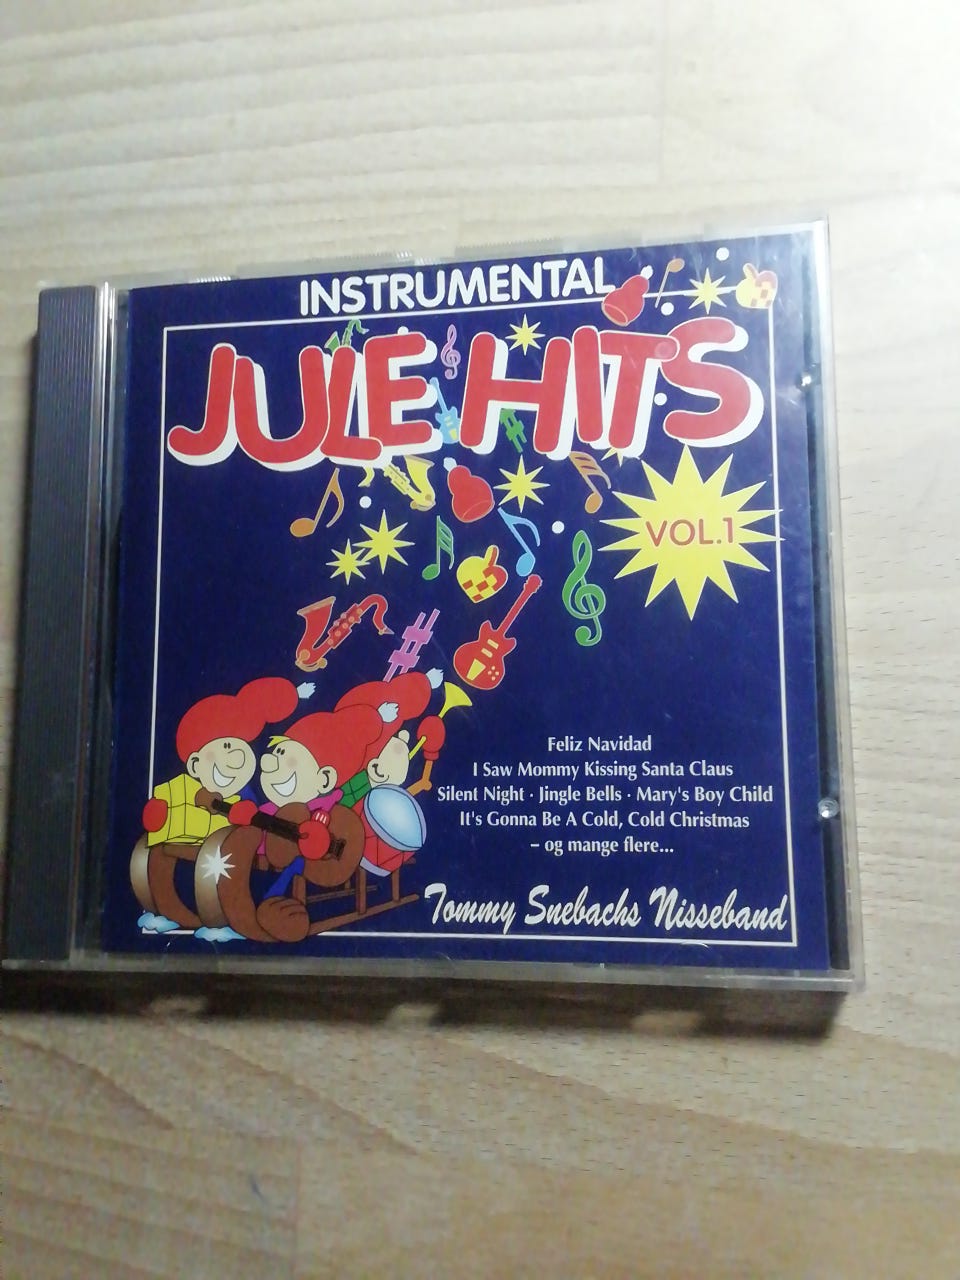 INSTRUMENTAL
JULE HITS
VOL.1
Feliz Navidad
I Saw Mommy Kissing Santa Claus
Silent Night · Jingle Bells · Mary's Boy Child
It's Gonna Be A Cold, Cold Christmas
– og mange flere...
Tommy Snebachs Nisseband